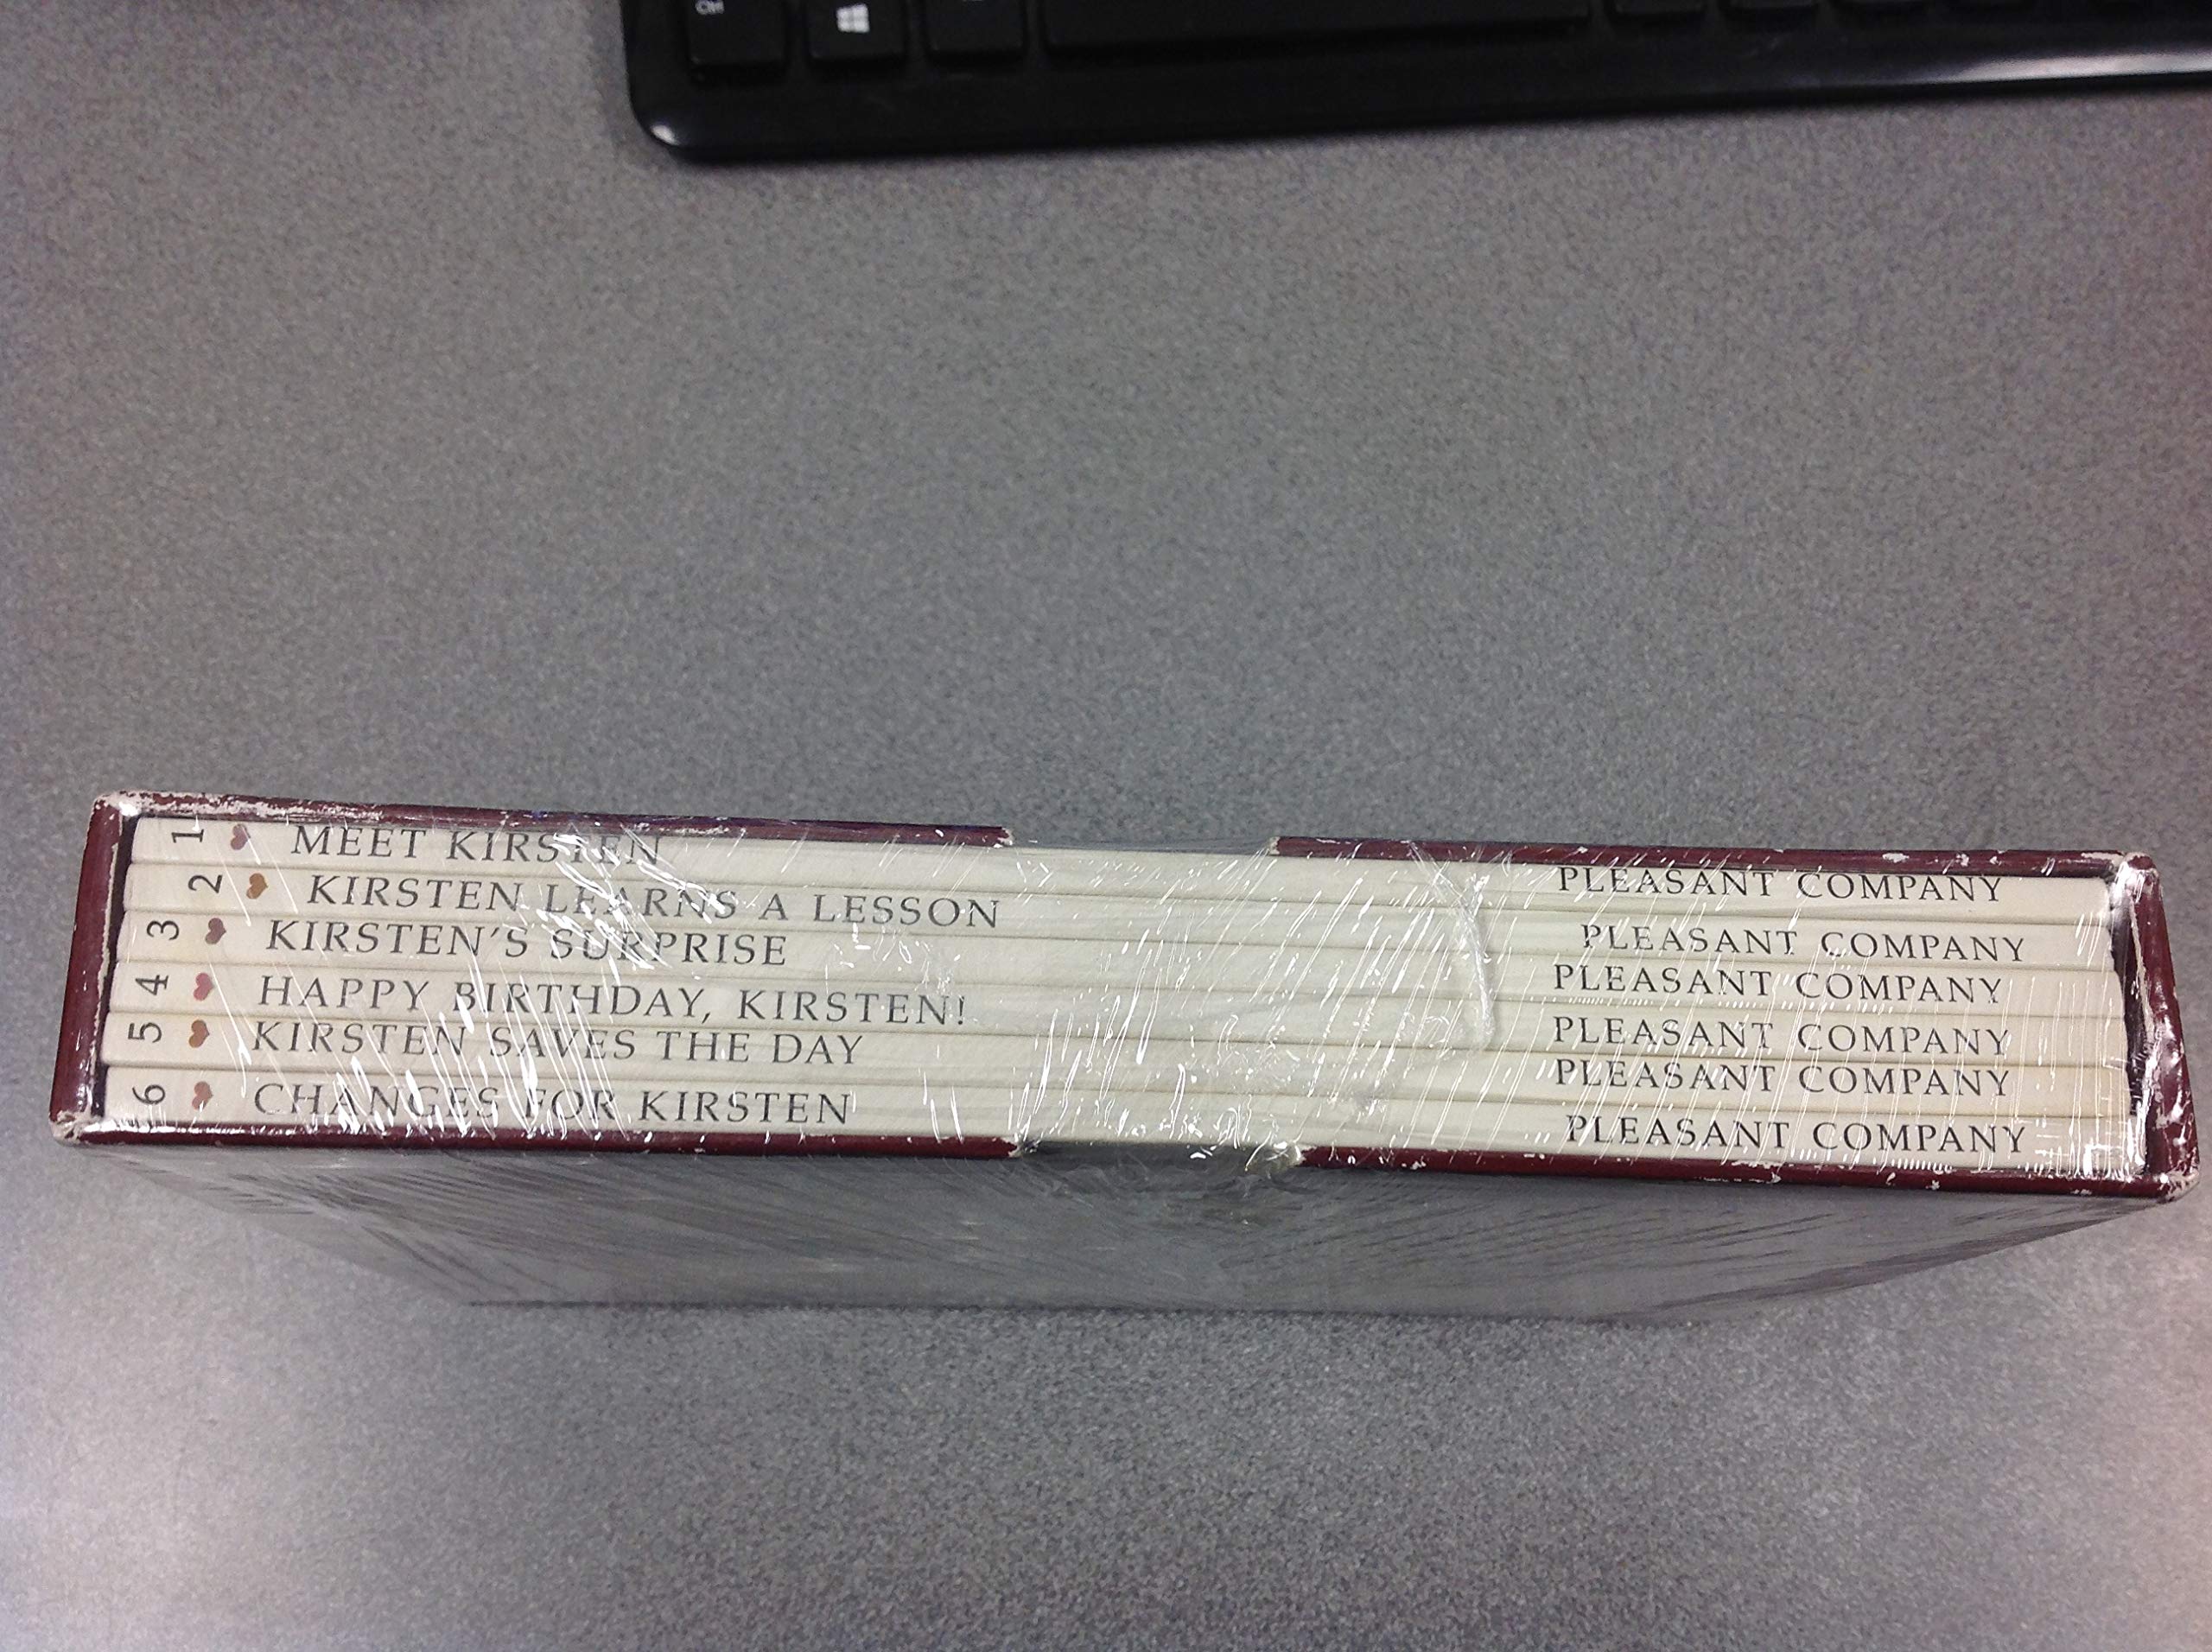 Ctrl
1 MEET KIRSTEN PLEASANT COMPANY
2 KIRSTEN LEARNS A LESSON PLEASANT COMPANY
3 KIRSTEN'S SURPRISE PLEASANT COMPANY
4 HAPPY BIRTHDAY, KIRSTEN! PLEASANT COMPANY
5 KIRSTEN SAVES THE DAY PLEASANT COMPANY
6 CHANGES FOR KIRSTEN PLEASANT COMPANY